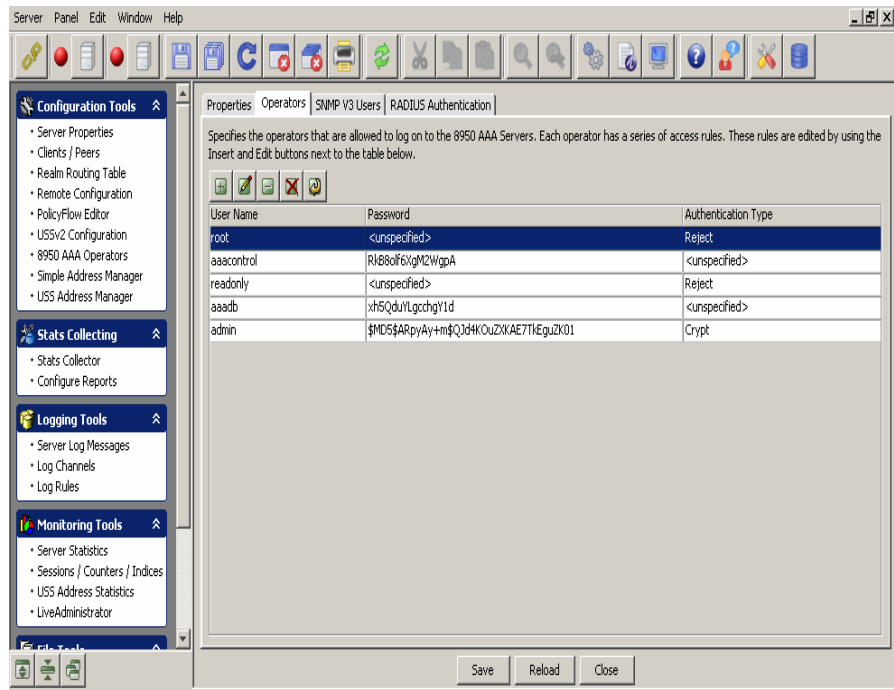 Server Panel Edit Window Help
Configuration Tools
Server Properties
Clients / Peers
Realm Routing Table
Remote Configuration
PolicyFlow Editor
USSv2 Configuration
8950 AAA Operators
Simple Address Manager
USS Address Manager
Stats Collecting
Stats Collector
Configure Reports
Logging Tools
Server Log Messages
Log Channels
Log Rules
Monitoring Tools
Server Statistics
Sessions / Counters / Indices
USS Address Statistics
LiveAdministrator
File Tools
Properties Operators SNMP V3 Users RADIUS Authentication
Specifies the operators that are allowed to log on to the 8950 AAA Servers. Each operator has a series of access rules. These rules are edited by using the
Insert and Edit buttons next to the table below.
User Name Password Authentication Type
root <unspecified> Reject
aaacontrol RkB8olf6XgM2WgpA <unspecified>
readonly <unspecified> Reject
aaadb xh5QduYLgcchgY1d <unspecified>
admin $MD5$ARpyAy+m$QJd4KOuZXKAE7TkEguZK01 Crypt
Save Reload Close